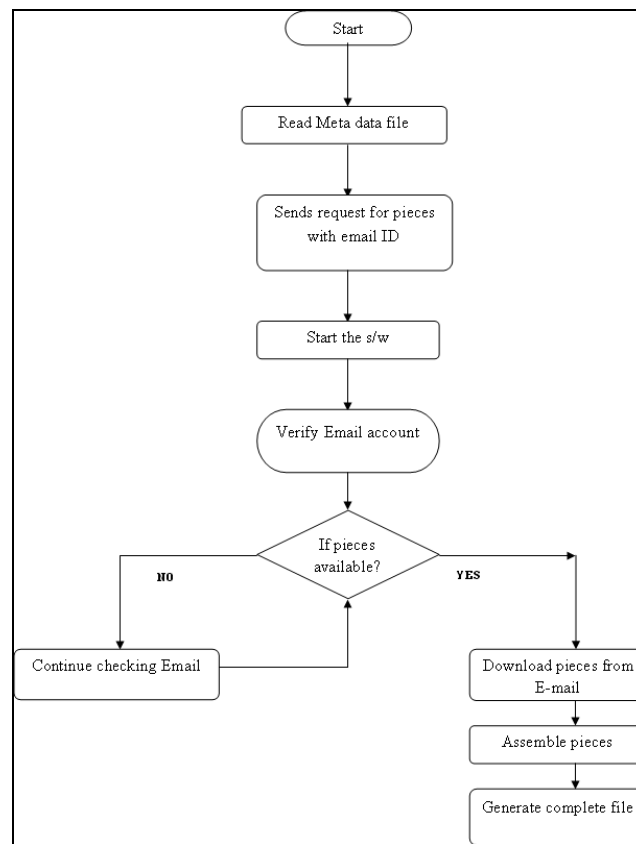 Start
Read Meta data file
Sends request for pieces
with email ID
Start the s/w
Verify Email account
If pieces
available?
NO
YES
Continue checking Email
Download pieces from
E-mail
Assemble pieces
Generate complete file